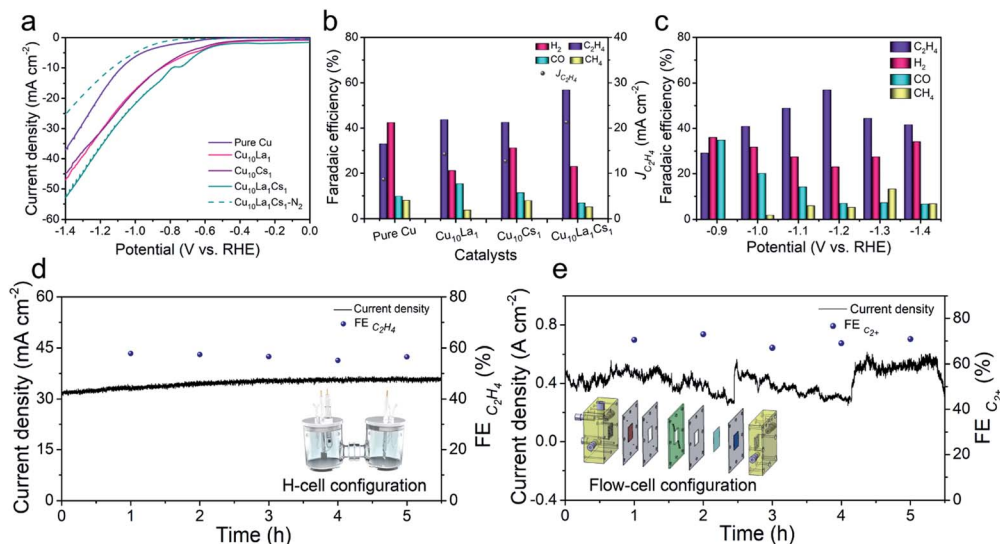 a
Current density (mA cm⁻²)
0
-10
-20
-30
-40
-50
-60
Pure Cu
Cu₁₀La₁
Cu₁₀Cs₁
Cu₁₀La₁Cs₁
Cu₁₀La₁Cs₁-N₂
-1.4 -1.2 -1.0 -0.8 -0.6 -0.4 -0.2 0.0
Potential (V vs. RHE)
b
Faradaic efficiency (%)
80
60
40
20
0
H₂ C₂H₄
CO CH₄
J C₂H₄
40
30
20
10
0
J C₂H₄ (mA cm⁻²)
Pure Cu Cu₁₀La₁ Cu₁₀Cs₁ Cu₁₀La₁Cs₁
Catalysts
c
Faradaic efficiency (%)
80
60
40
20
0
C₂H₄
H₂
CO
CH₄
-0.9 -1.0 -1.1 -1.2 -1.3 -1.4
Potential (V vs. RHE)
d
Current density (mA cm⁻²)
60
45
30
15
0
Current density
FE C₂H₄
80
60
40
20
0
FE C₂H₄ (%)
H-cell configuration
0 1 2 3 4 5
Time (h)
e
Current density (A cm⁻²)
0.8
0.4
0.0
-0.4
Current density
FE C₂₊
80
60
40
20
0
FE C₂₊ (%)
Flow-cell configuration
0 1 2 3 4 5
Time (h)